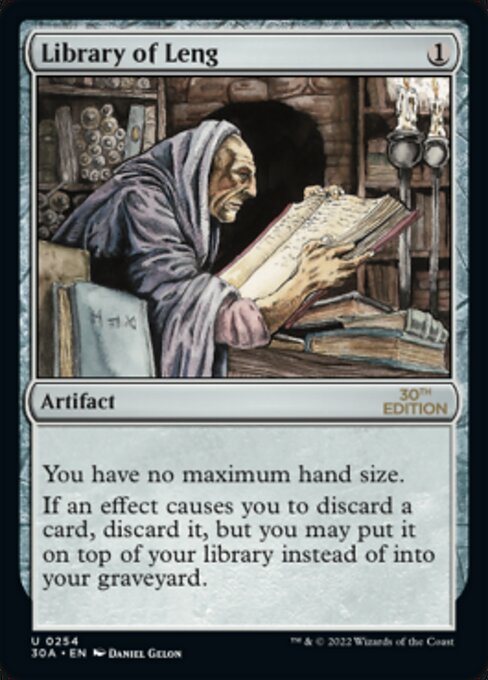 Library of Leng 1
Artifact
30TH
EDITION
You have no maximum hand size.
If an effect causes you to discard a
card, discard it, but you may put it
on top of your library instead of into
your graveyard.
U 0254
30A • EN DANIEL GELON
™ & © 2022 Wizards of the Coast